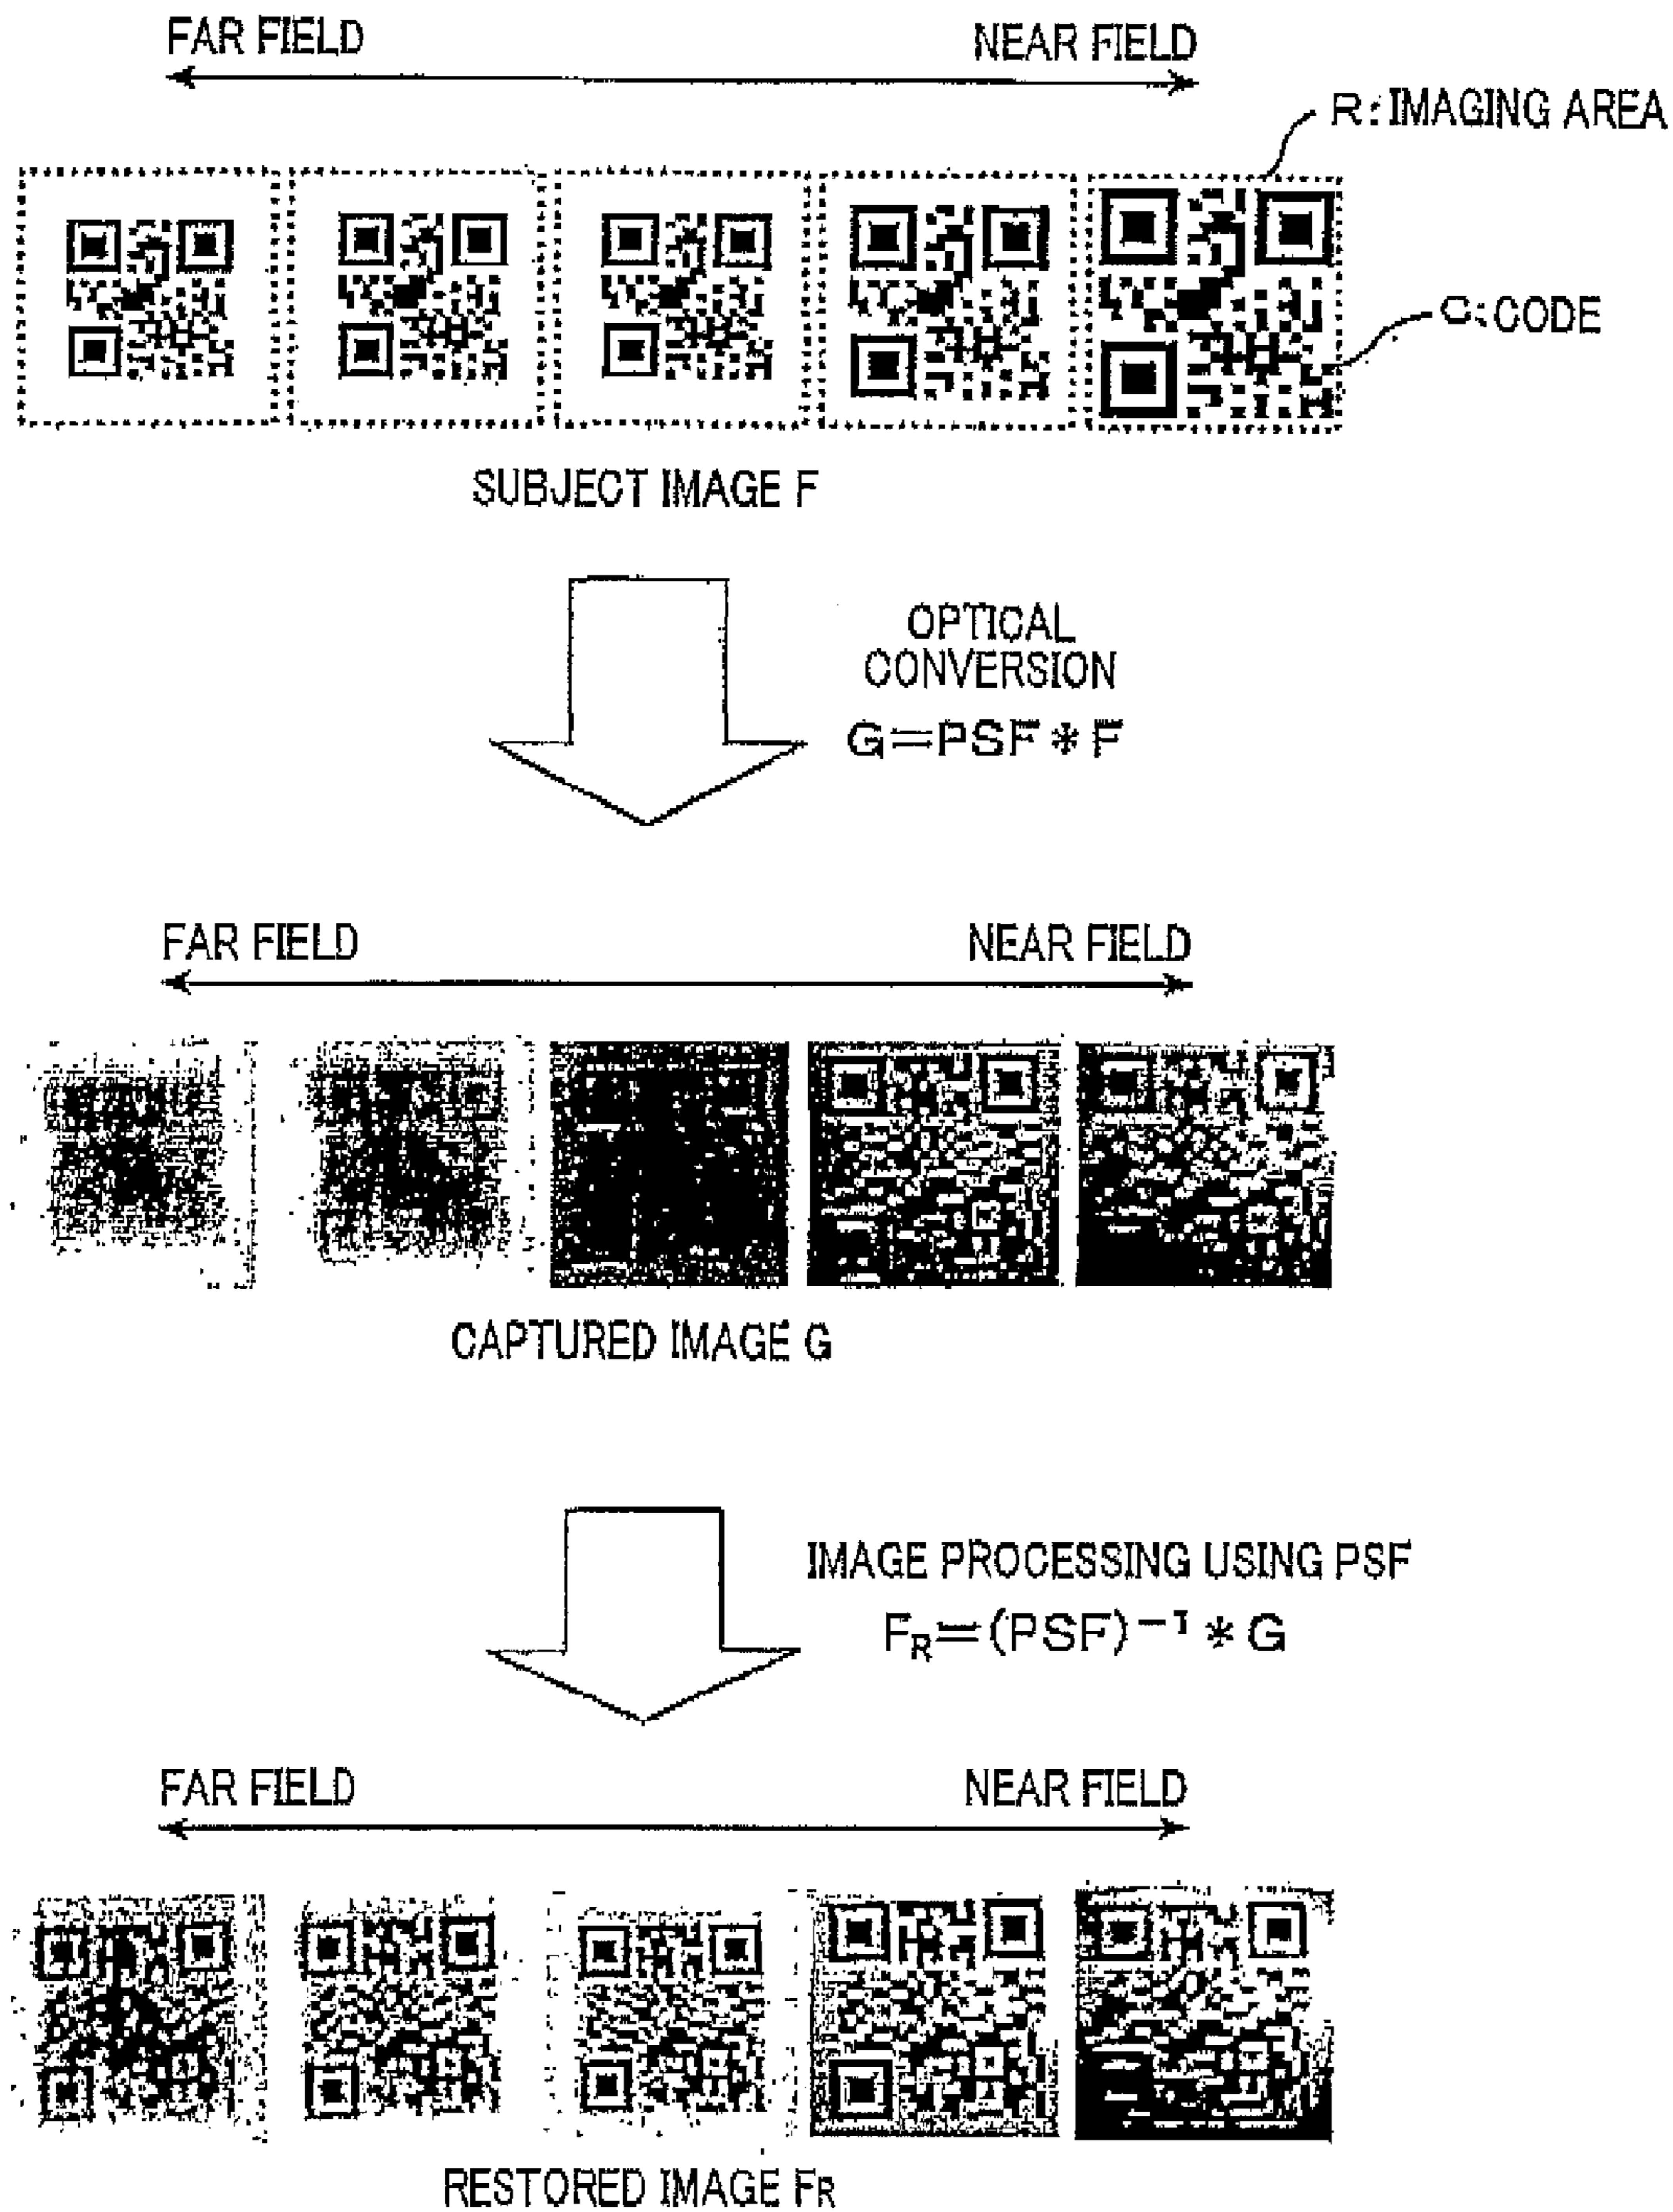 FAR FIELD
NEAR FIELD
R:IMAGING AREA
C:CODE
SUBJECT IMAGE F
OPTICAL
CONVERSION
G=PSF*F
FAR FIELD
NEAR FIELD
CAPTURED IMAGE G
IMAGE PROCESSING USING PSF
FR=(PSF)⁻¹*G
FAR FIELD
NEAR FIELD
RESTORED IMAGE FR